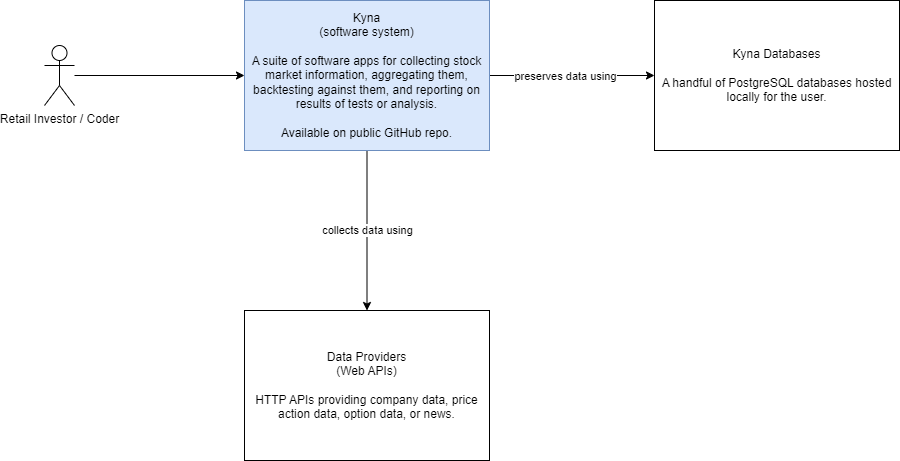 Kyna
(software system)
A suite of software apps for collecting stock
market information, aggregating them,
backtesting against them, and reporting on
results of tests or analysis.
Available on public GitHub repo.
Retail Investor / Coder
preserves data using
Kyna Databases
A handful of PostgreSQL databases hosted
locally for the user.
collects data using
Data Providers
(Web APIs)
HTTP APIs providing company data, price
action data, option data, or news.